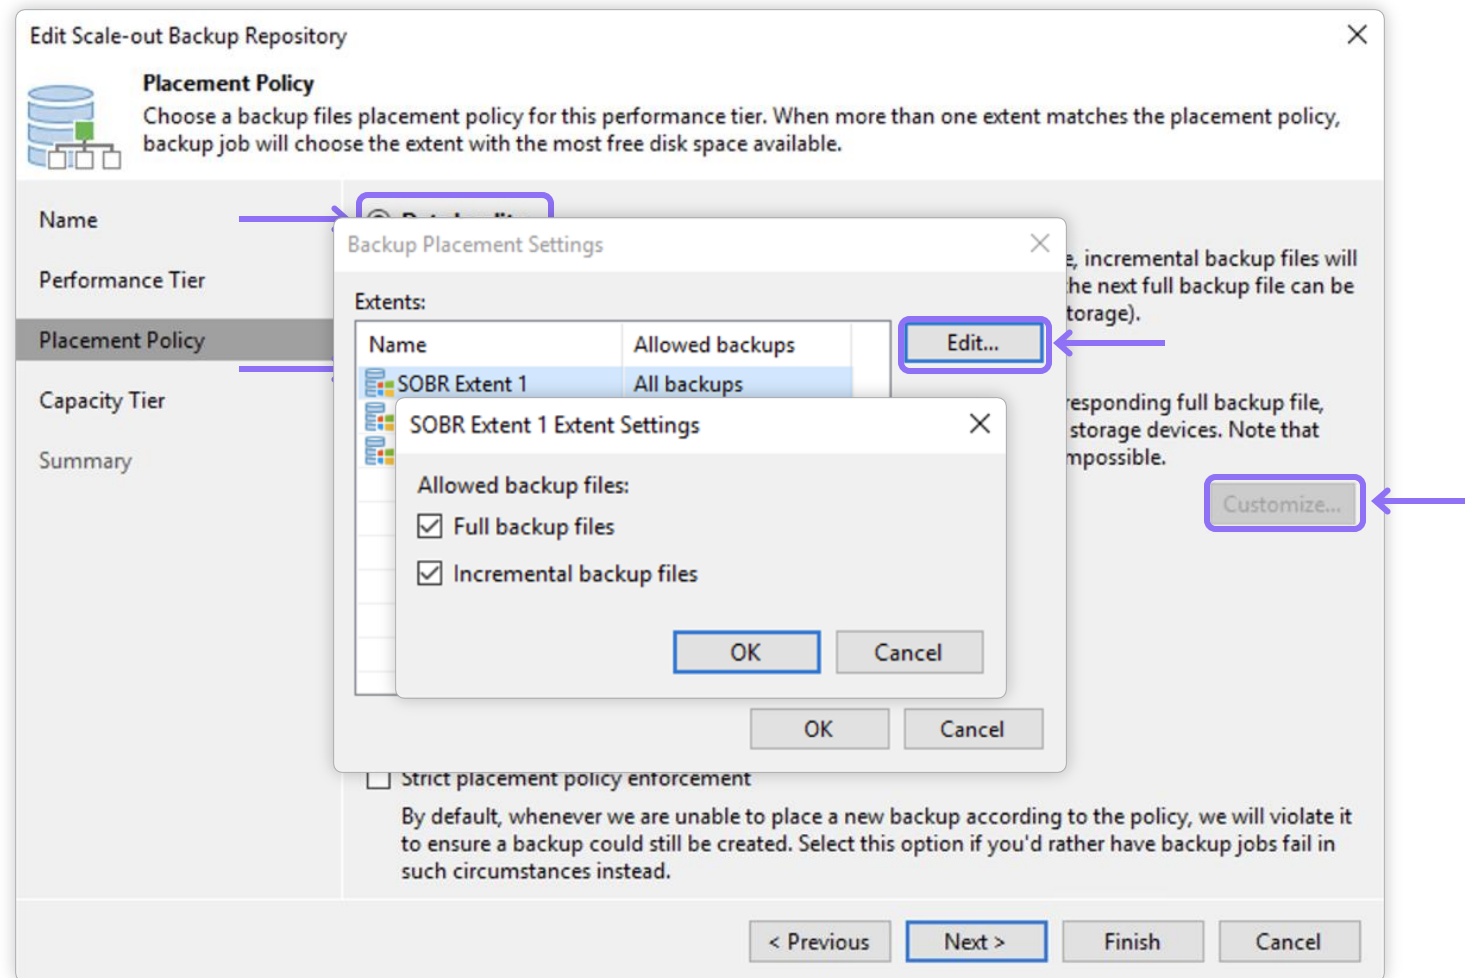 Edit Scale-out Backup Repository
Placement Policy
Choose a backup files placement policy for this performance tier. When more than one extent matches the placement policy,
backup job will choose the extent with the most free disk space available.
Name
Performance Tier
Placement Policy
Capacity Tier
Summary
incremental backup files will
the next full backup file can be
Backup Placement Settings
Extents:
Name Allowed backups
SOBR Extent 1 All backups
Edit...
responding full backup file,
storage devices. Note that
Customize...
SOBR Extent 1 Extent Settings
Allowed backup files:
Full backup files
Incremental backup files
OK Cancel
OK Cancel
Strict placement policy enforcement
By default, whenever we are unable to place a new backup according to the policy, we will violate it
to ensure a backup could still be created. Select this option if you'd rather have backup jobs fail in
such circumstances instead.
< Previous Next > Finish Cancel